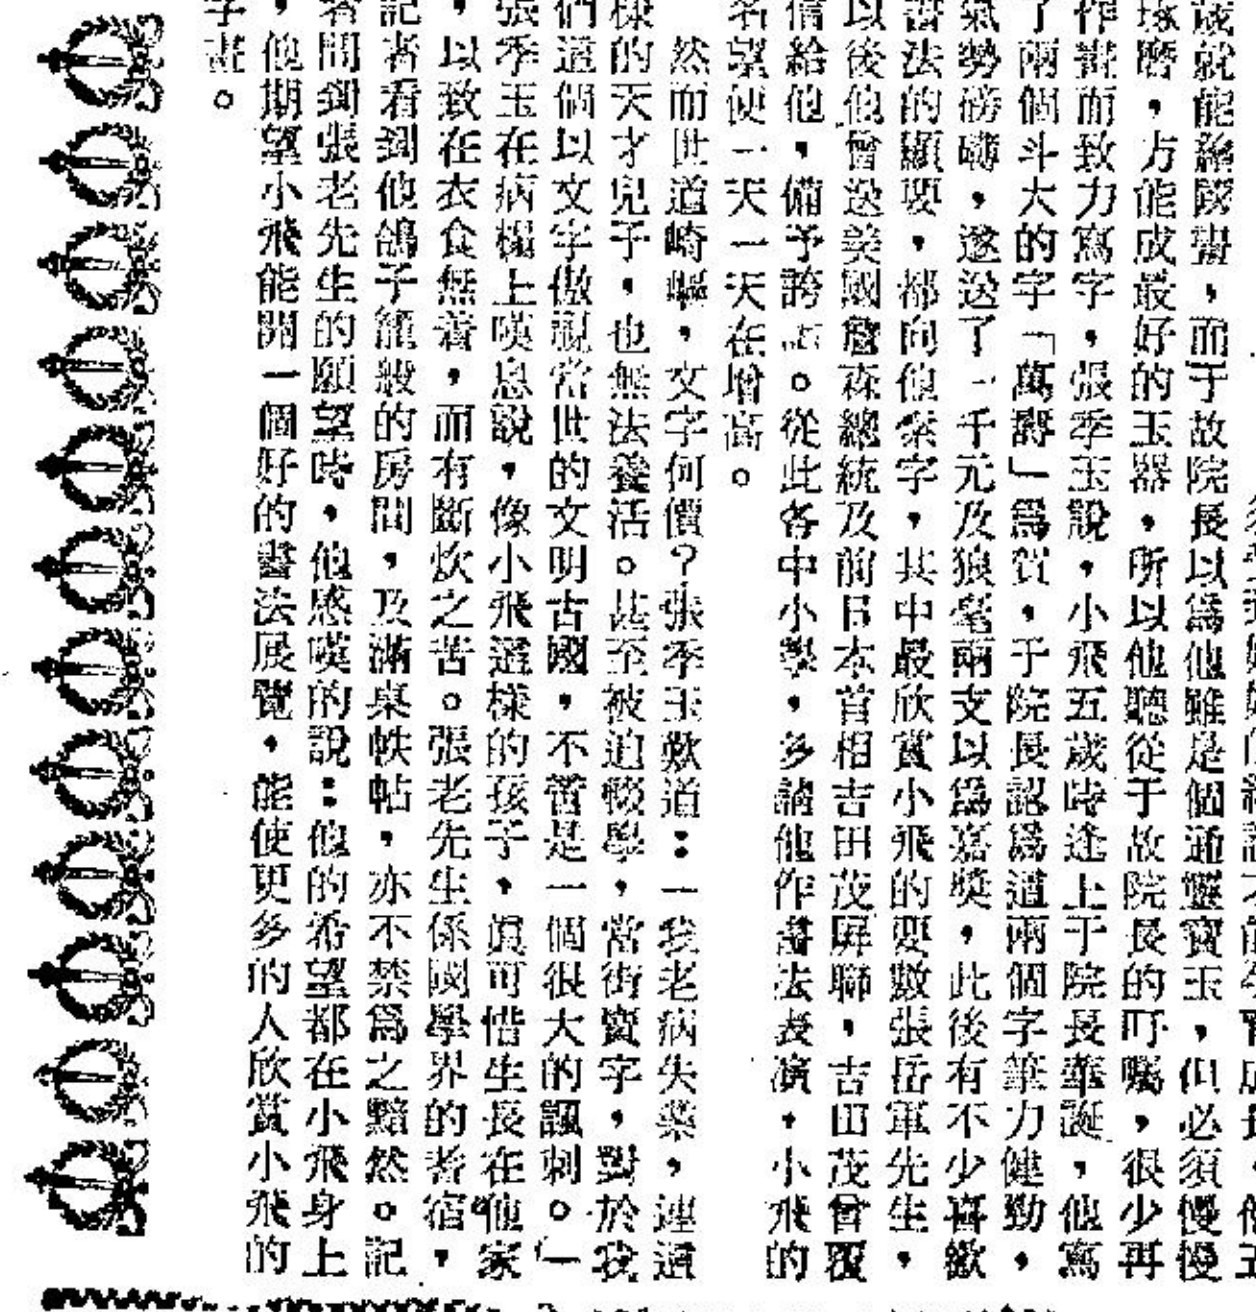 歲就能繪國畫，而于故院長以爲他雖是個通靈寶玉，但必須慢慢
琢磨，方能成最好的玉器，所以他聽從于故院長的叮囑，很少再
作畫而致力寫字，張季玉說，小飛五歲時逢上于院長華誕，他寫
了兩個斗大的字「萬壽」爲賀，于院長認爲這兩個字筆力健勁，
氣勢磅礴，遂送了一千元及狼毫兩支以爲嘉獎，此後有不少喜歡
書法的顯要，都向他索字，其中最欣賞小飛的要數張岳軍先生，
以後他曾送美國詹森總統及前日本首相吉田茂屏聯，吉田茂曾覆
信給他，備予誇。從此各中小學，多請他作書法表演，小飛的
名望便一天一天在增高。
然而世道崎嶇，文字何價？張季玉歎道：一我老病失業，連這
樣的天才兒子，也無法養活。甚至被迫輟學，當街賣字，對於我
們這個以文字傲視當世的文明古國，不啻是一個很大的諷刺。」
張季玉在病榻上嘆息說，像小飛這樣的孩子，眞可惜生長在他家
，以致在衣食無着，而有斷炊之苦。張老先生係國學界的耆宿，
記者看到他鴿子籠般的房間，及滿桌帙帖，亦不禁爲之黯然。記
者問到張老先生的願望時，他感嘆的說：他的希望都在小飛身上
，他期望小飛能開一個好的書法展覽，能使更多的人欣賞小飛的
字畫。